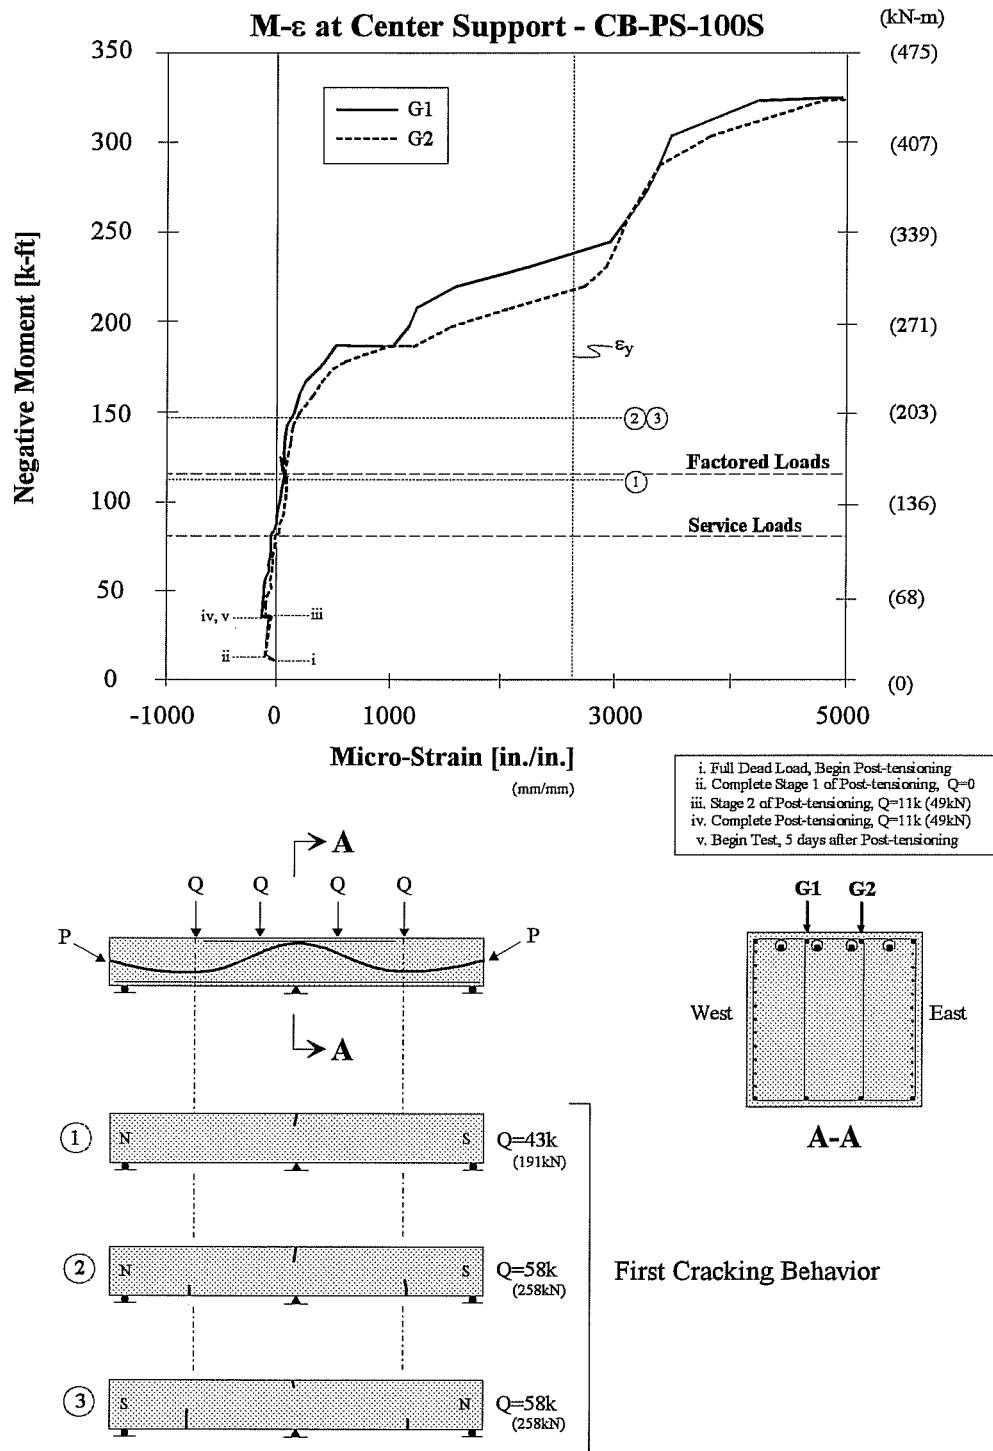 M-ε at Center Support - CB-PS-100S
(kN-m)
350
(475)
G1
G2
300
(407)
250
(339)
200
(271)
εy
150
2 3
(203)
Factored Loads
100
1
(136)
Service Loads
50
iv, v
iii
(68)
ii
i
0
(0)
Negative Moment [k-ft]
-1000 0 1000 3000 5000
Micro-Strain [in./in.]
(mm/mm)
i. Full Dead Load, Begin Post-tensioning
ii. Complete Stage 1 of Post-tensioning, Q=0
iii. Stage 2 of Post-tensioning, Q=11k (49kN)
iv. Complete Post-tensioning, Q=11k (49kN)
v. Begin Test, 5 days after Post-tensioning
A
Q Q Q Q
P P
A
G1 G2
West East
A-A
1 N S Q=43k
(191kN)
2 N S Q=58k
(258kN)
First Cracking Behavior
3 S N Q=58k
(258kN)